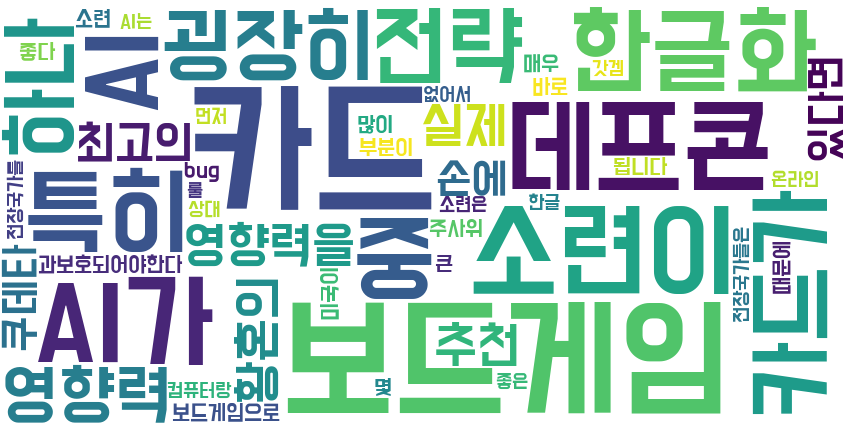 소련
AI는
좋다
하나
AI
굉장히
전략
한글화
매우
갓겜
바로
있다면
없어서
카드
먼저
많이
부분이
실제
데프콘
최고의
전장국가들
특히
bug
룰
상대
손에
됩니다
온라인
소련은
한글
영향력을
중
주사위
소련이
카드가
쿠데타
과보호되어야한다
큰
전장국가들은
때문에
AI가
황혼인
미국이
보드게임
추천
영향력
컴퓨터랑
보드게임으로
몇
좋은